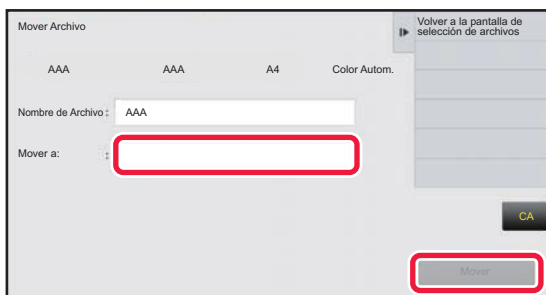 Mover Archivo
Volver a la pantalla de
selección de archivos
AAA AAA A4 Color Autom.
Nombre de Archivo : AAA
Mover a: :
CA
Mover